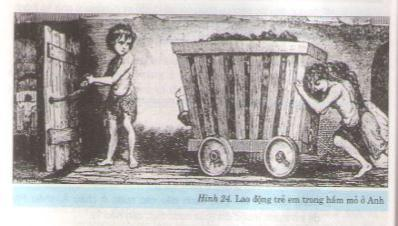 Hình 24. Lao động trẻ em trong hầm mỏ ở Anh